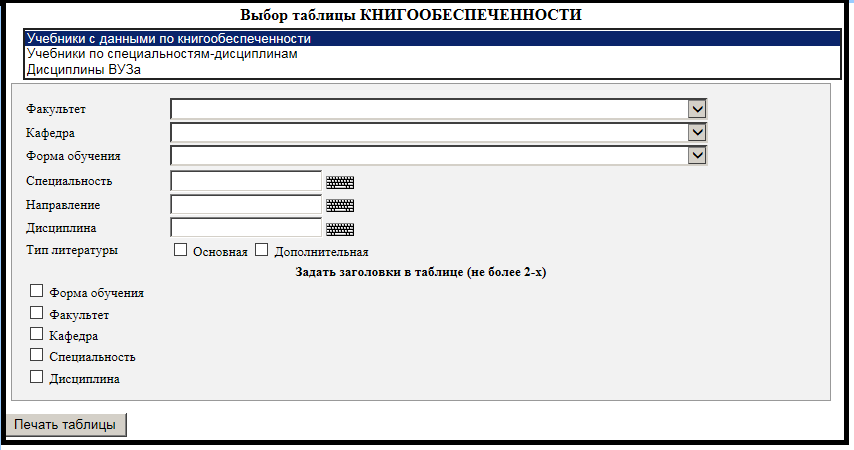 Выбор таблицы КНИГООБЕСПЕЧЕННОСТИ
Учебники с данными по книгообеспеченности
Учебники по специальностям-дисциплинам
Дисциплины ВУЗа
Факультет
Кафедра
Форма обучения
Специальность
Направление
Дисциплина
Тип литературы Основная Дополнительная
Задать заголовки в таблице (не более 2-х)
Форма обучения
Факультет
Кафедра
Специальность
Дисциплина
Печать таблицы